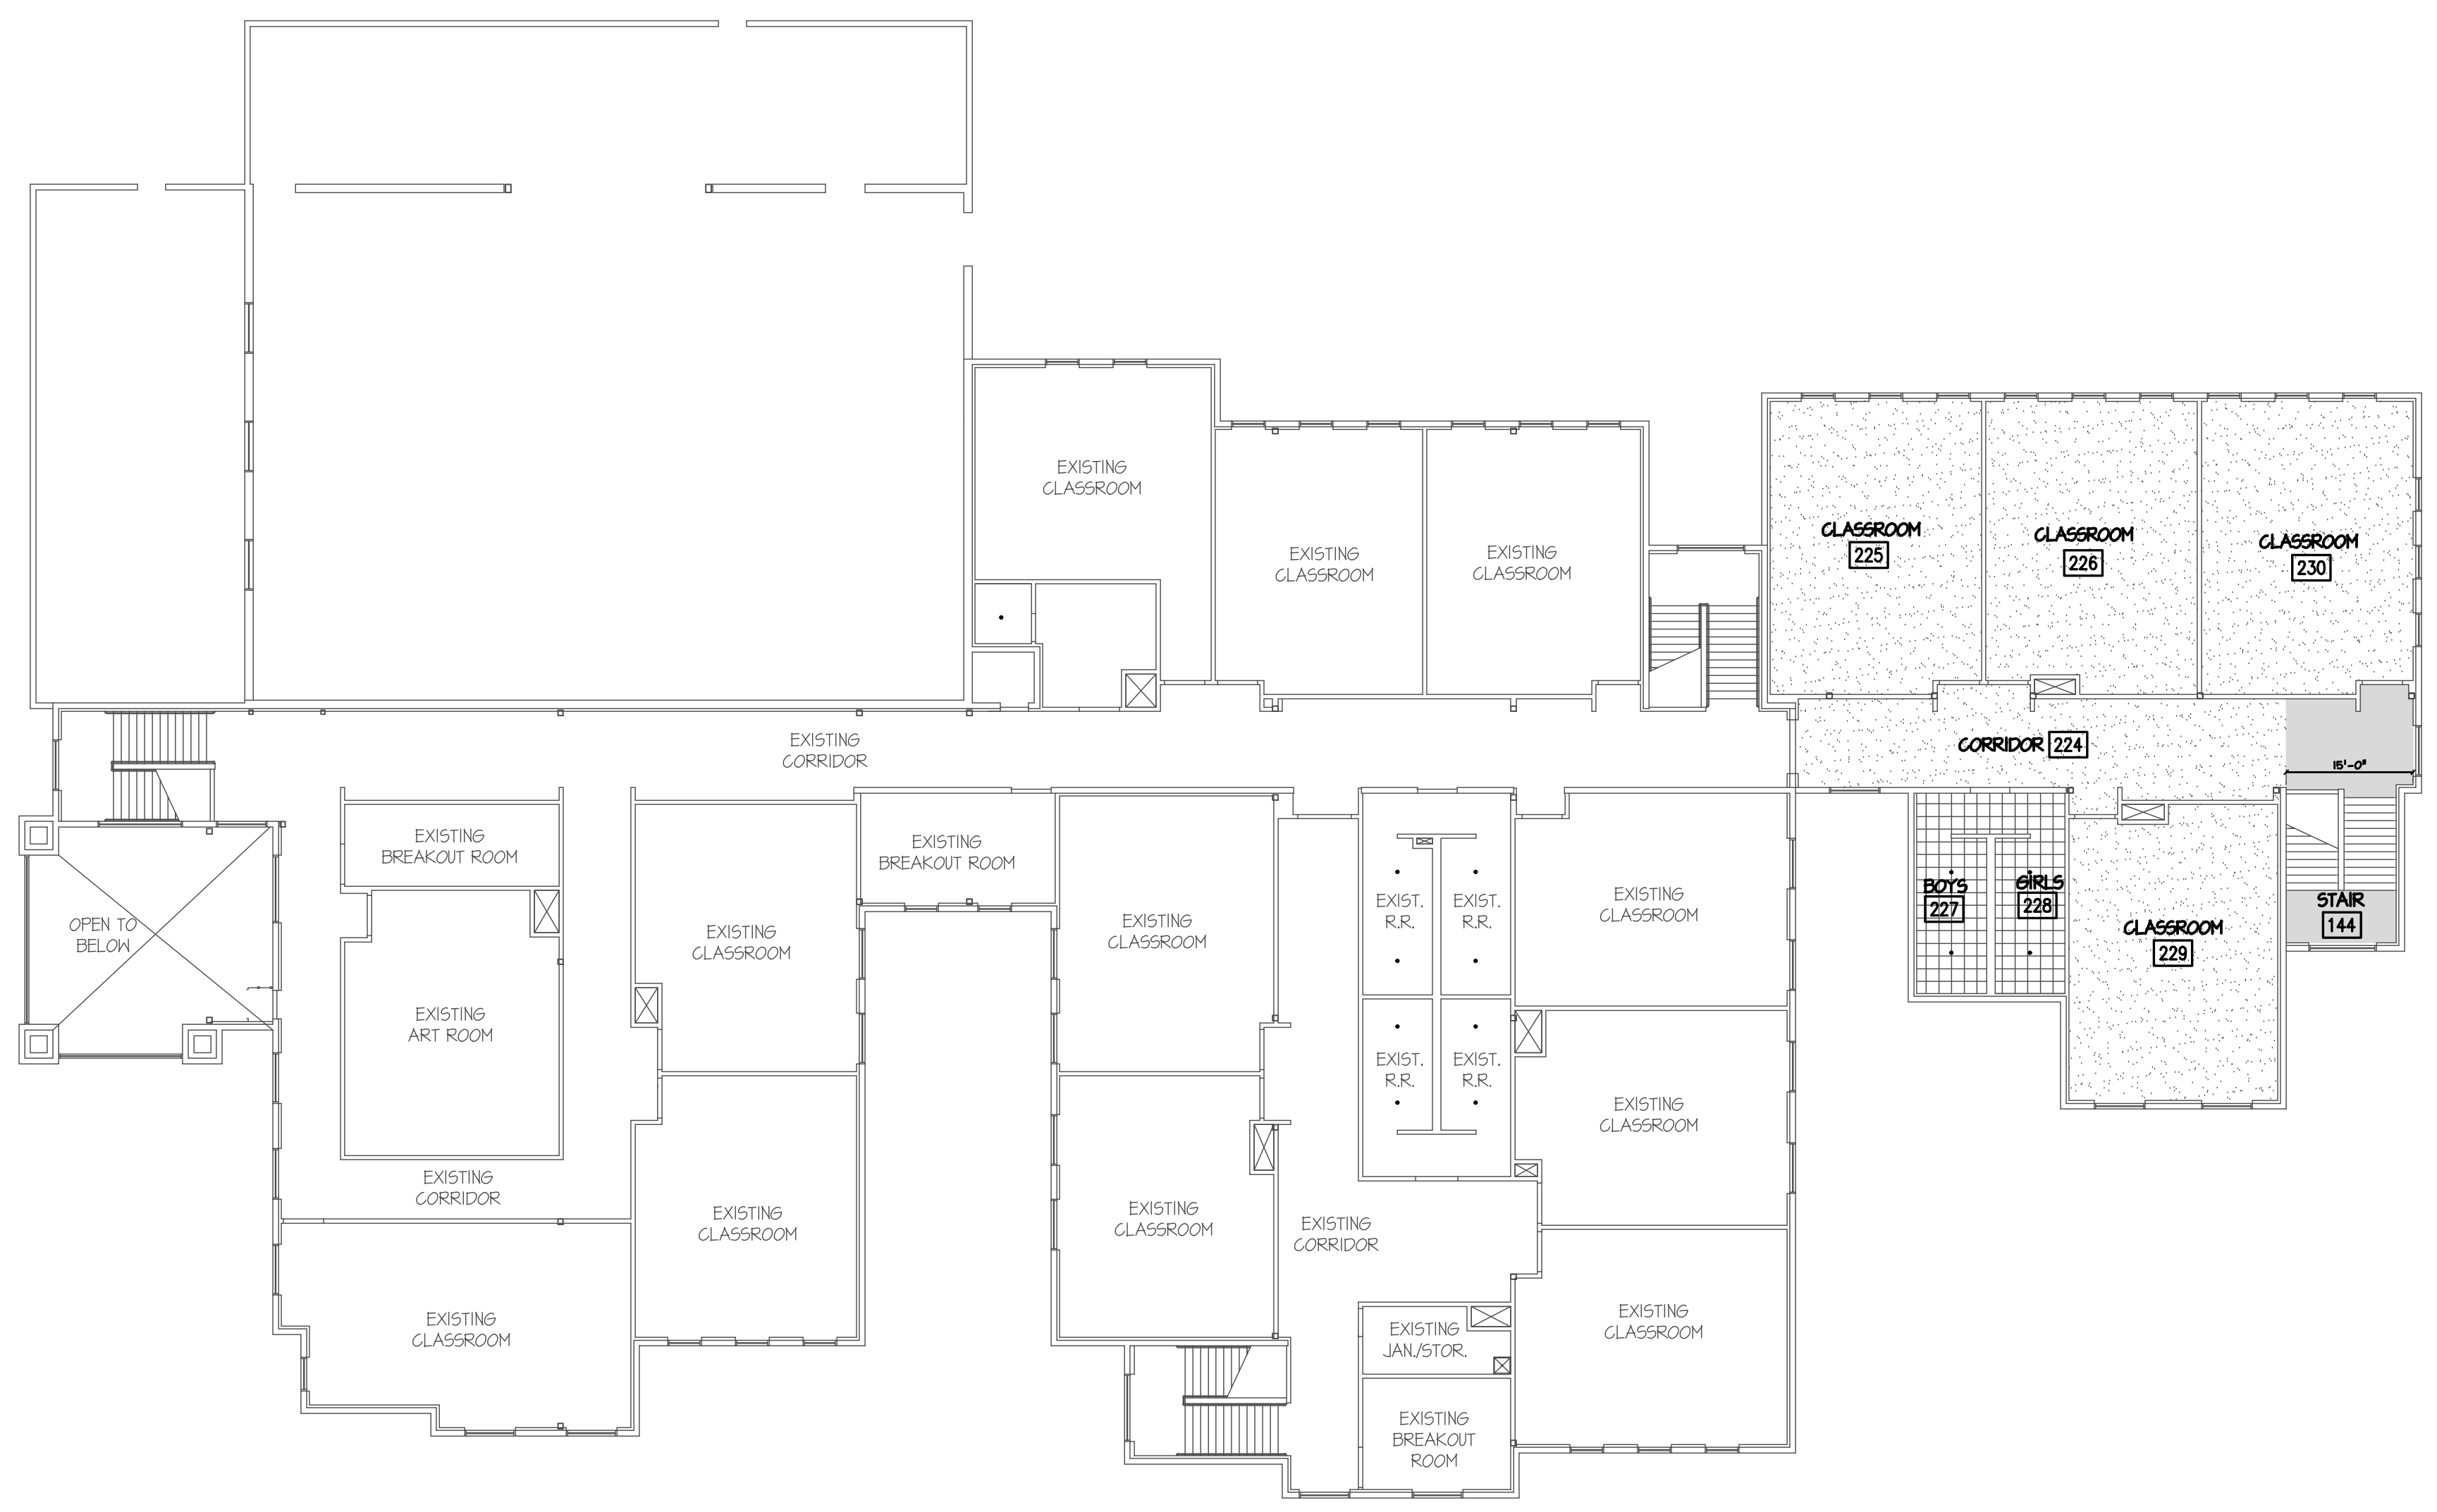 EXISTING
CLASSROOM
EXISTING
CLASSROOM
EXISTING
CLASSROOM
CLASSROOM
225
CLASSROOM
226
CLASSROOM
230
EXISTING
CORRIDOR
CORRIDOR 224
15'-0"
EXISTING
BREAKOUT ROOM
EXISTING
BREAKOUT ROOM
OPEN TO
BELOW
EXISTING
CLASSROOM
EXISTING
CLASSROOM
EXIST.
R.R.
EXIST.
R.R.
EXISTING
CLASSROOM
BOYS
227
GIRLS
228
CLASSROOM
229
STAIR
144
EXISTING
ART ROOM
EXIST.
R.R.
EXIST.
R.R.
EXISTING
CLASSROOM
EXISTING
CORRIDOR
EXISTING
CLASSROOM
EXISTING
CLASSROOM
EXISTING
CORRIDOR
EXISTING
CLASSROOM
EXISTING
JAN./STOR.
EXISTING
CLASSROOM
EXISTING
BREAKOUT
ROOM